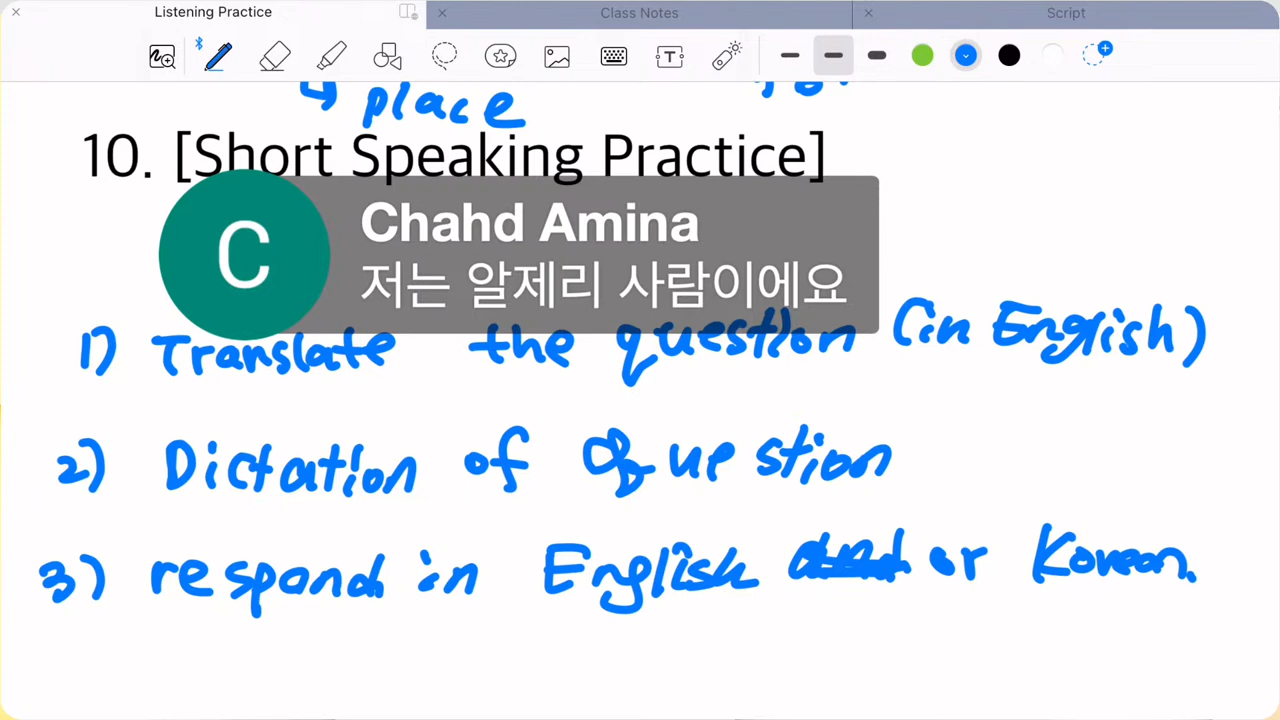 Listening Practice
Class Notes
Script
place
10. [Short Speaking Practice]
C
Chahd Amina
저는 알제리 사람이에요
1) Translate the question (in English)
2) Dictation of Question
3) respond in English and or Korean.